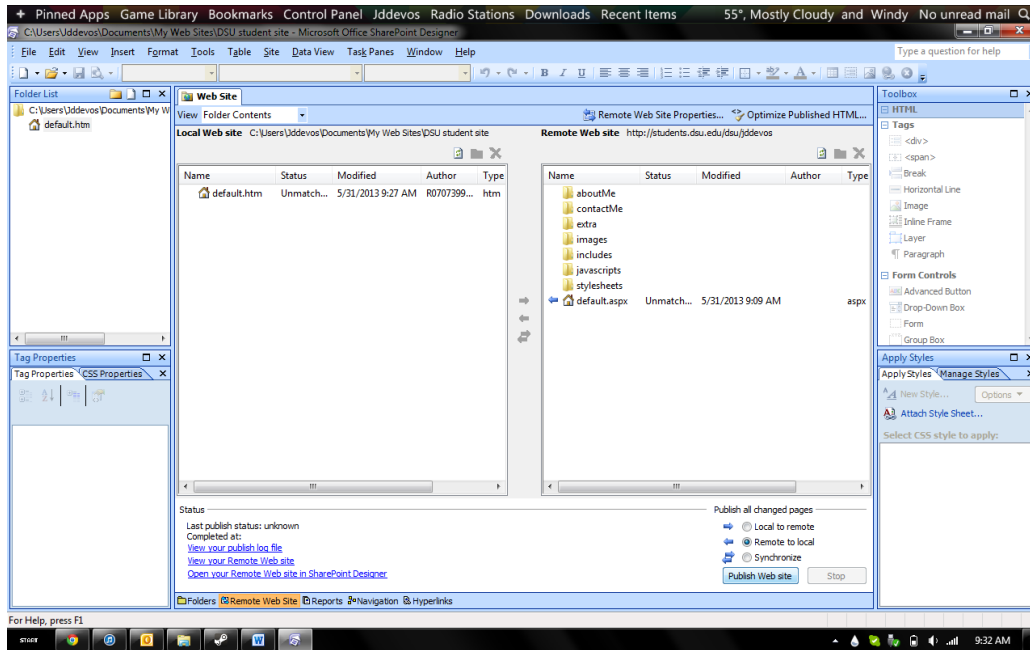 + Pinned Apps Game Library Bookmarks Control Panel Jddevos Radio Stations Downloads Recent Items 55°, Mostly Cloudy and Windy No unread mail
C:\Users\Jddevos\Documents\My Web Sites\DSU student site - Microsoft Office SharePoint Designer
File Edit View Insert Format Tools Table Site Data View Task Panes Window Help
Type a question for help
Folder List
C:\Users\Jddevos\Documents\My W
default.htm
Web Site
View Folder Contents
Remote Web Site Properties... Optimize Published HTML...
Local Web site C:\Users\Jddevos\Documents\My Web Sites\DSU student site
Remote Web site http://students.dsu.edu/dsu/jddevos
Name Status Modified Author Type
default.htm Unmatch... 5/31/2013 9:27 AM R0707399... htm
Name Status Modified Author Type
aboutMe
contactMe
extra
images
includes
javascripts
stylesheets
default.aspx Unmatch... 5/31/2013 9:09 AM aspx
Toolbox
HTML
Tags
<div>
<span>
Break
Horizontal Line
Image
Inline Frame
Layer
Paragraph
Form Controls
Advanced Button
Drop-Down Box
Form
Group Box
Tag Properties
Tag Properties CSS Properties
Apply Styles
Apply Styles Manage Styles
New Style... Options
Attach Style Sheet...
Select CSS style to apply:
Status
Last publish status: unknown
Completed at:
View your publish log file
View your Remote Web site
Open your Remote Web site in SharePoint Designer
Publish all changed pages
Local to remote
Remote to local
Synchronize
Publish Web site Stop
Folders Remote Web Site Reports Navigation Hyperlinks
For Help, press F1
START
9:32 AM